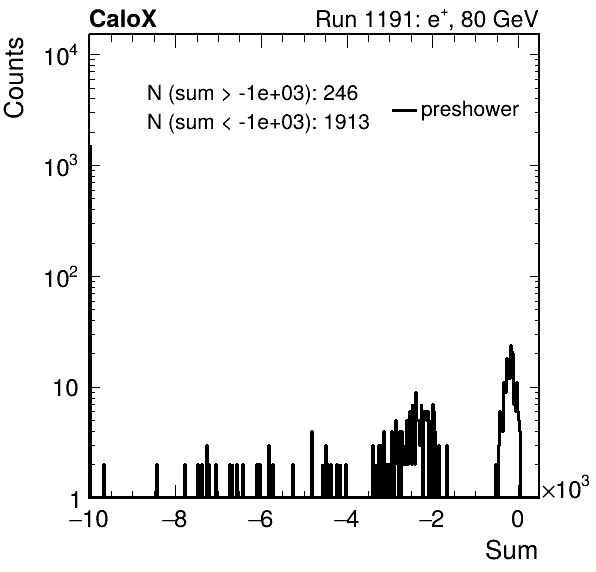 CaloX Run 1191: e⁺, 80 GeV
Counts
10⁴
N (sum > -1e+03): 246
N (sum < -1e+03): 1913
preshower
10³
10²
10
1
−10 −8 −6 −4 −2 0 ×10³
Sum